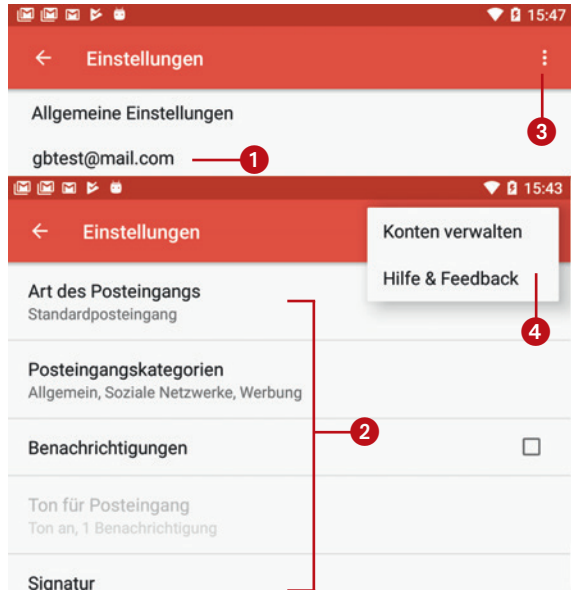 15:47
Einstellungen
3
Allgemeine Einstellungen
gbtest@mail.com
1
15:43
Einstellungen
Konten verwalten
Hilfe & Feedback
4
Art des Posteingangs
Standardposteingang
Posteingangskategorien
Allgemein, Soziale Netzwerke, Werbung
2
Benachrichtigungen
Ton für Posteingang
Ton an, 1 Benachrichtigung
Signatur